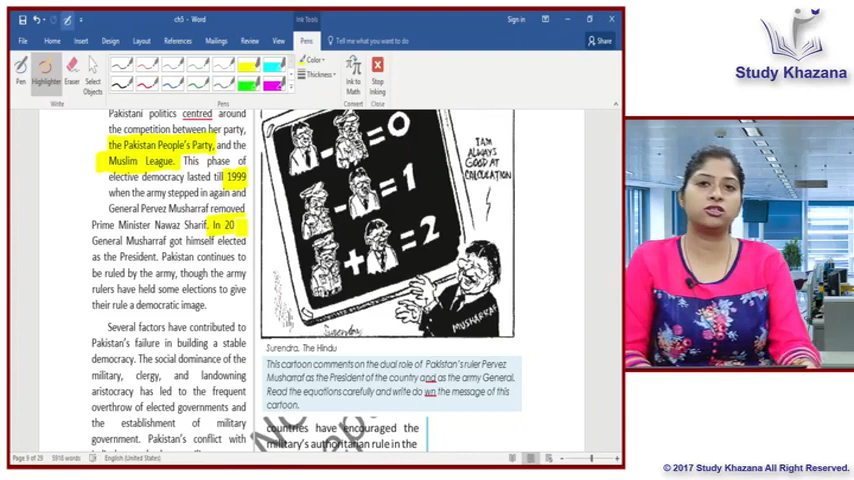 ch3 - Word
Ink Tools
Sign in
File
Home
Insert
Design
Layout
References
Mailings
Review
View
Pens
Tell me what you want to do
Share
Pen
Highlighter
Eraser
Select Objects
Color
Thickness
Ink to Math
Stop Inking
Write
Pens
Convert
Close
Study Khazana
Pakistani politics centred around
the competition between her party,
the Pakistan People's Party, and the
Muslim League. This phase of
elective democracy lasted till 1999
when the army stepped in again and
General Pervez Musharraf removed
Prime Minister Nawaz Sharif. In 20
General Musharraf got himself elected
as the President. Pakistan continues to
be ruled by the army, though the army
rulers have held some elections to give
their rule a democratic image.
Several factors have contributed to
Pakistan's failure in building a stable
democracy. The social dominance of the
military, clergy, and landowning
aristocracy has led to the frequent
overthrow of elected governments and
the establishment of military
government. Pakistan's conflict with
- = 0
- = 1
+ = 2
I AM
ALWAYS
GOOD AT
CALCULATION
MUSHARRAF
Surendra
Surendra, The Hindu
This cartoon comments on the dual role of Pakistan's ruler Pervez
Musharraf as the President of the country and as the army General.
Read the equations carefully and write do wn the message of this
cartoon.
countries have encouraged the
military's authoritarian rule in the
Page 9 of 29
5918 words
English (United States)
© 2017 Study Khazana All Right Reserved.